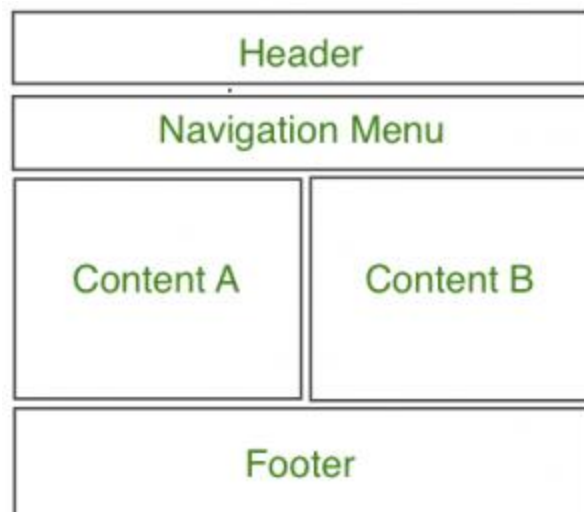 Header
Navigation Menu
Content A
Content B
Footer